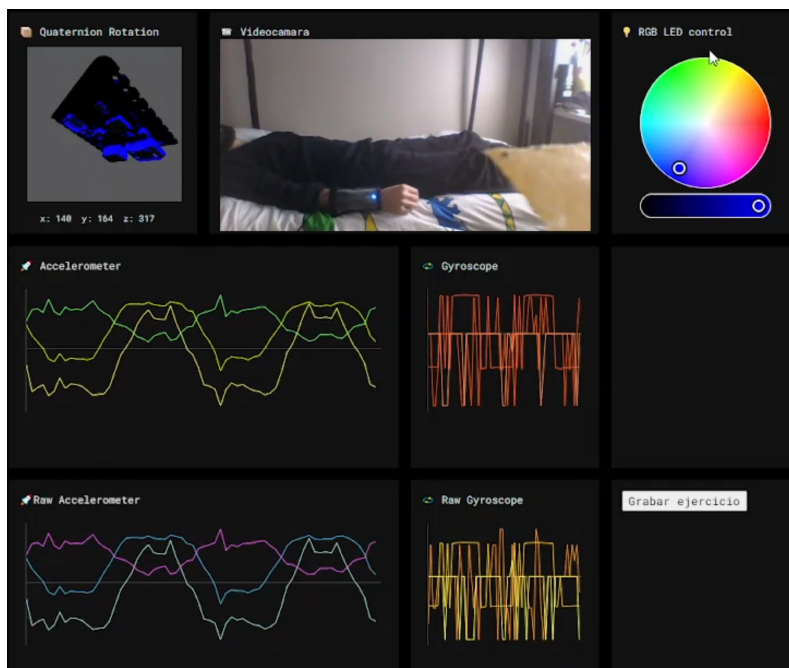 Quaternion Rotation
Videocamara
RGB LED control
x: 140 y: 164 z: 317
Accelerometer
Gyroscope
Raw Accelerometer
Raw Gyroscope
Grabar ejercicio